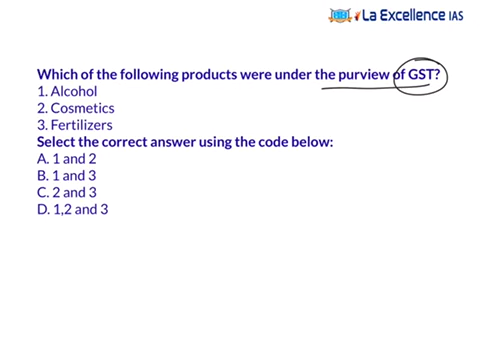 La Excellence IAS
Which of the following products were under the purview of GST?
1. Alcohol
2. Cosmetics
3. Fertilizers
Select the correct answer using the code below:
A. 1 and 2
B. 1 and 3
C. 2 and 3
D. 1,2 and 3